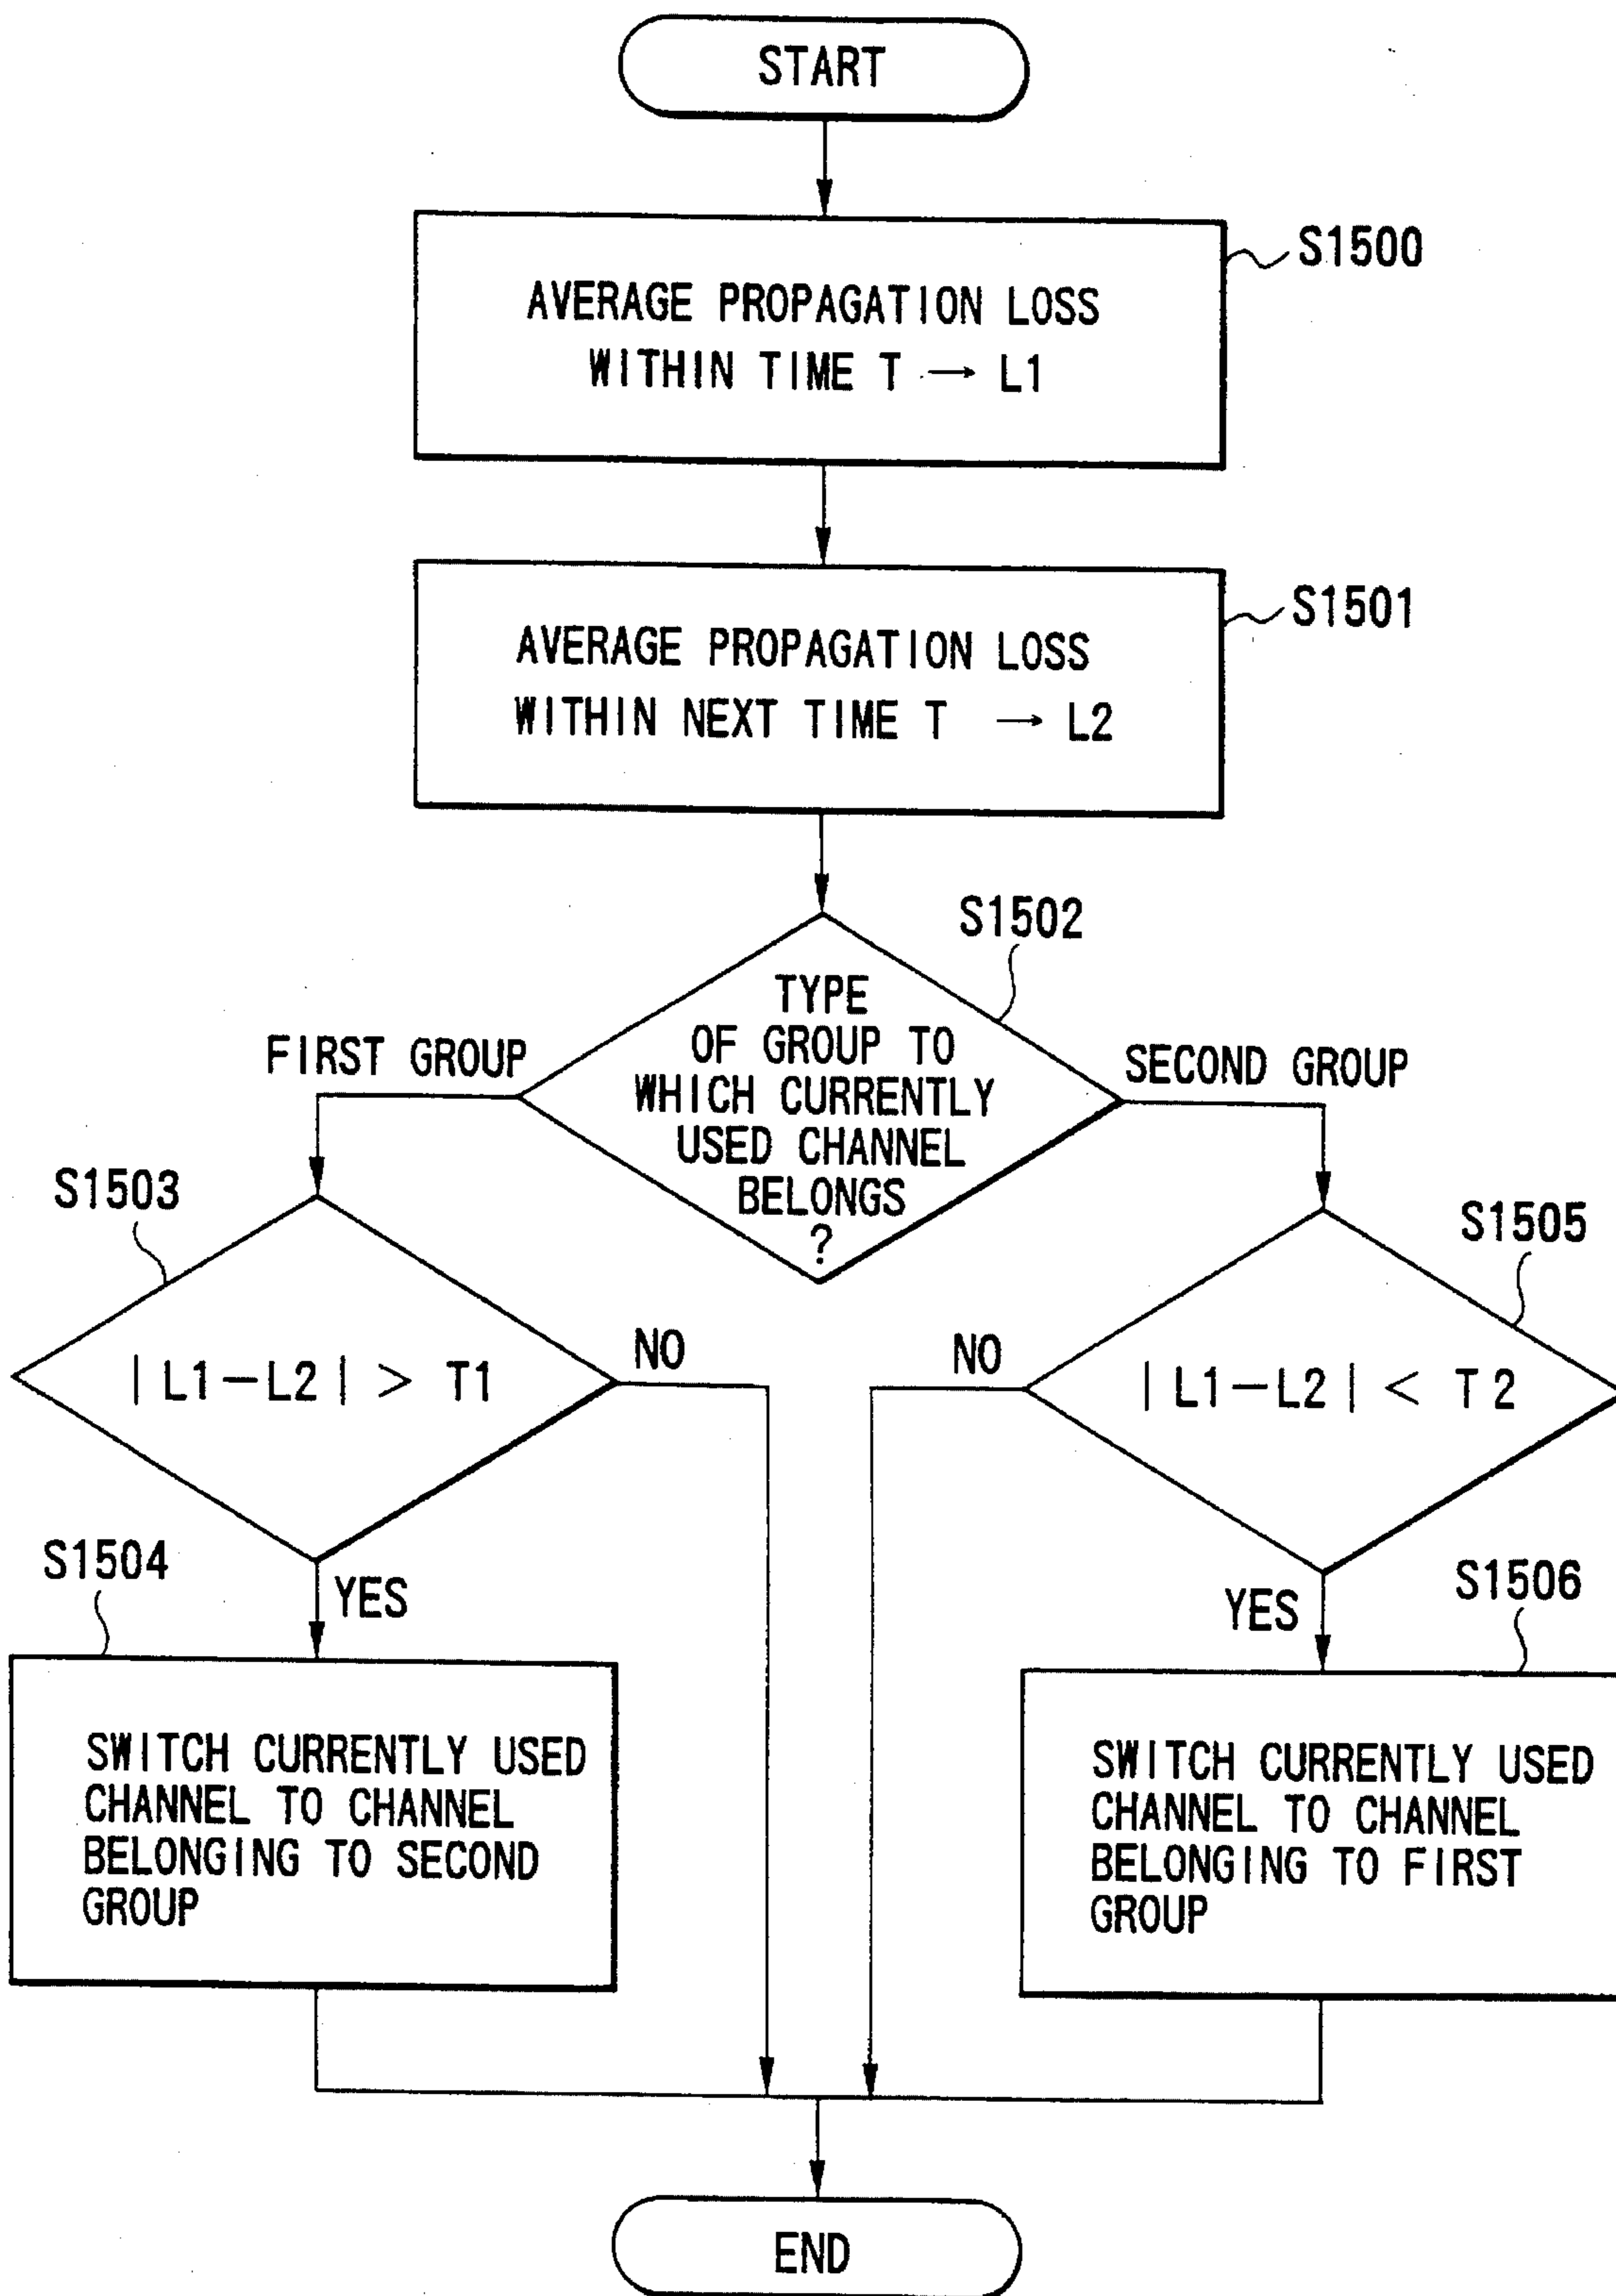 START
S1500
AVERAGE PROPAGATION LOSS
WITHIN TIME T → L1
S1501
AVERAGE PROPAGATION LOSS
WITHIN NEXT TIME T → L2
S1502
TYPE
OF GROUP TO
WHICH CURRENTLY
USED CHANNEL
BELONGS
?
FIRST GROUP
SECOND GROUP
S1503
|L1-L2| > T1
NO
YES
S1505
|L1-L2| < T2
NO
YES
S1504
SWITCH CURRENTLY USED
CHANNEL TO CHANNEL
BELONGING TO SECOND
GROUP
S1506
SWITCH CURRENTLY USED
CHANNEL TO CHANNEL
BELONGING TO FIRST
GROUP
END